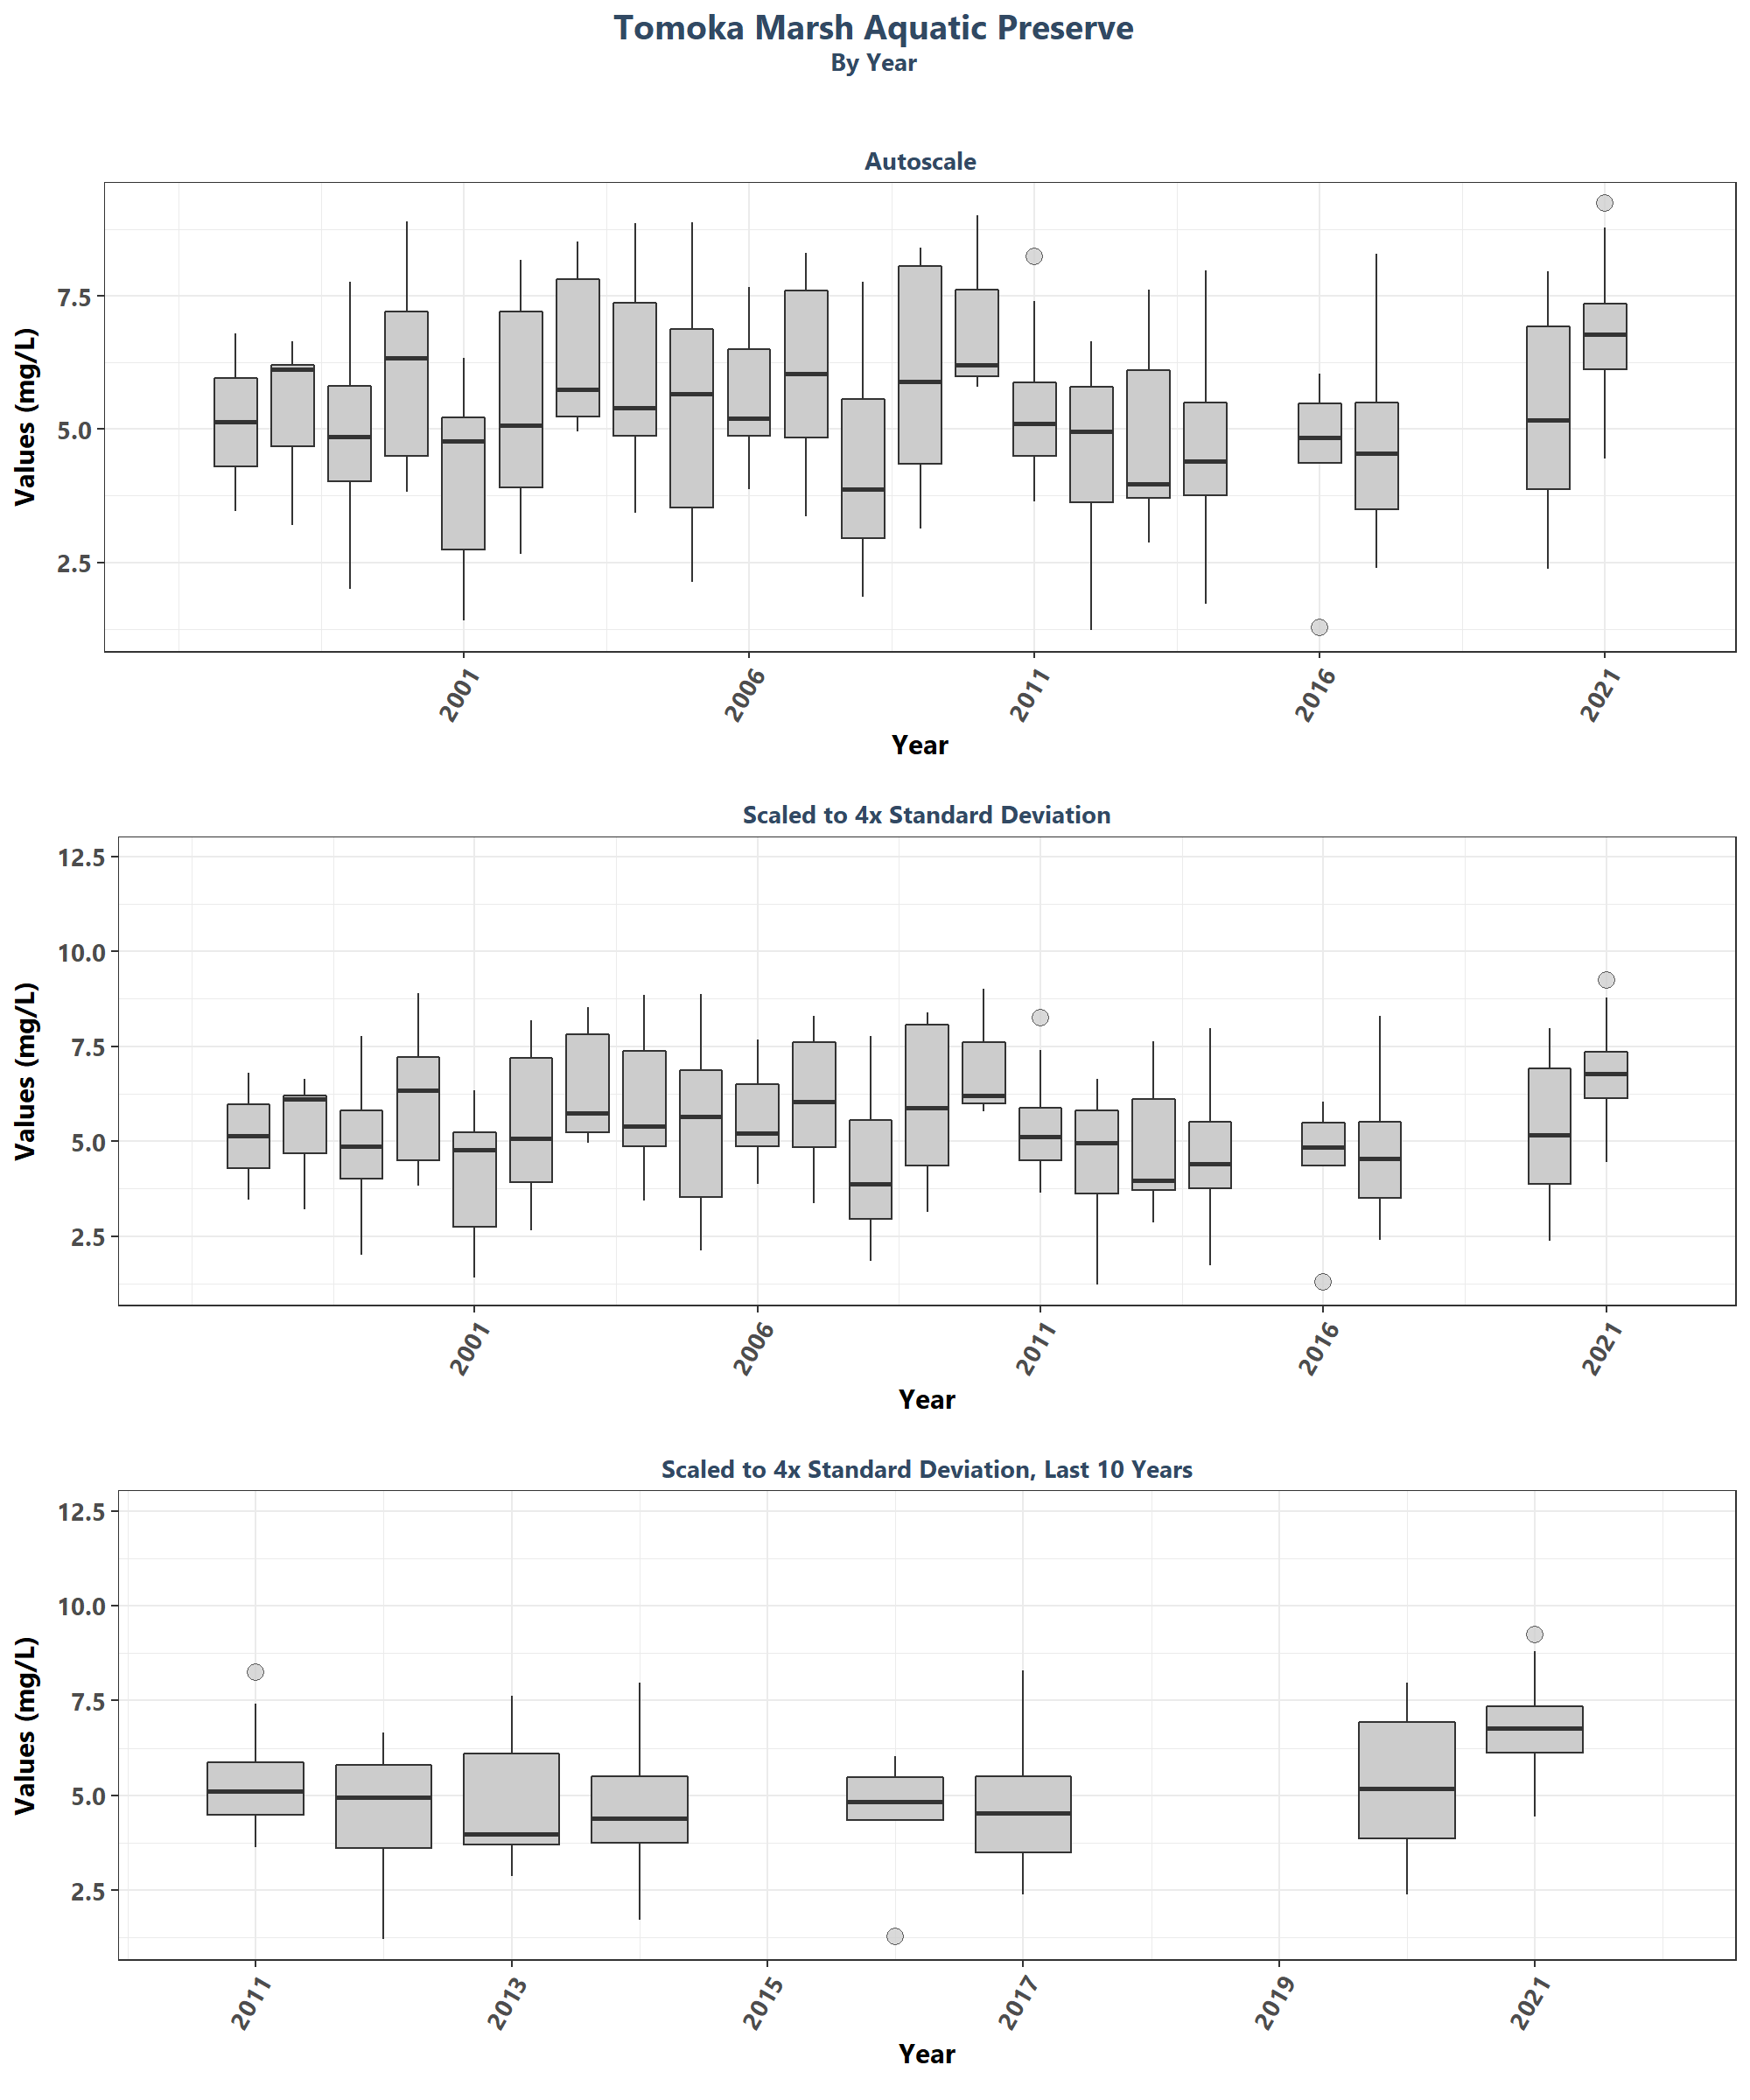 Tomoka Marsh Aquatic Preserve
By Year
Autoscale
Values (mg/L)
7.5
5.0
2.5
2001
2006
2011
2016
2021
Year
Scaled to 4x Standard Deviation
Values (mg/L)
12.5
10.0
7.5
5.0
2.5
2001
2006
2011
2016
2021
Year
Scaled to 4x Standard Deviation, Last 10 Years
Values (mg/L)
12.5
10.0
7.5
5.0
2.5
2011
2013
2015
2017
2019
2021
Year